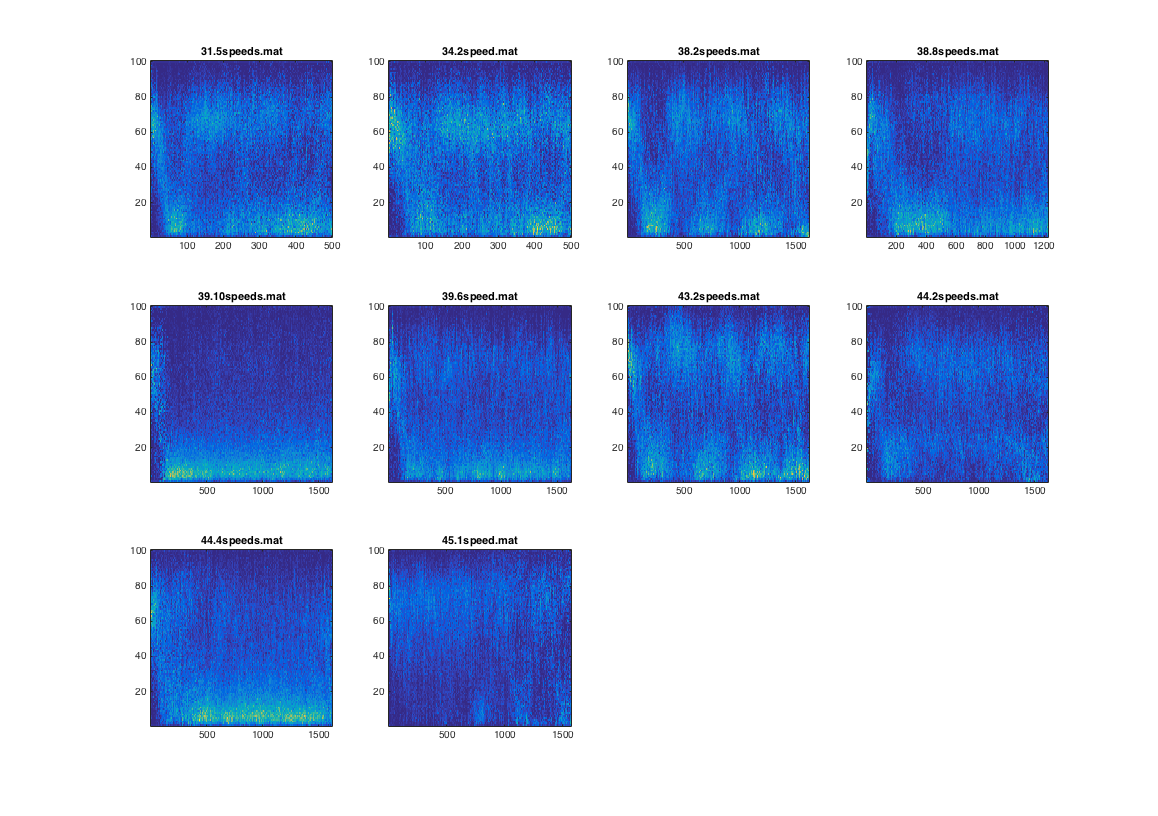 31.5speeds.mat 34.2speed.mat 38.2speeds.mat 38.8speeds.mat
100 100 100 100
80 80 80 80
60 60 60 60
40 40 40 40
20 20 20 20
100 200 300 400 500 100 200 300 400 500 500 1000 1500 200 400 600 800 1000 1200
39.10speeds.mat 39.6speed.mat 43.2speeds.mat 44.2speeds.mat
100 100 100 100
80 80 80 80
60 60 60 60
40 40 40 40
20 20 20 20
500 1000 1500 500 1000 1500 500 1000 1500 500 1000 1500
44.4speeds.mat 45.1speed.mat
100 100
80 80
60 60
40 40
20 20
500 1000 1500 500 1000 1500